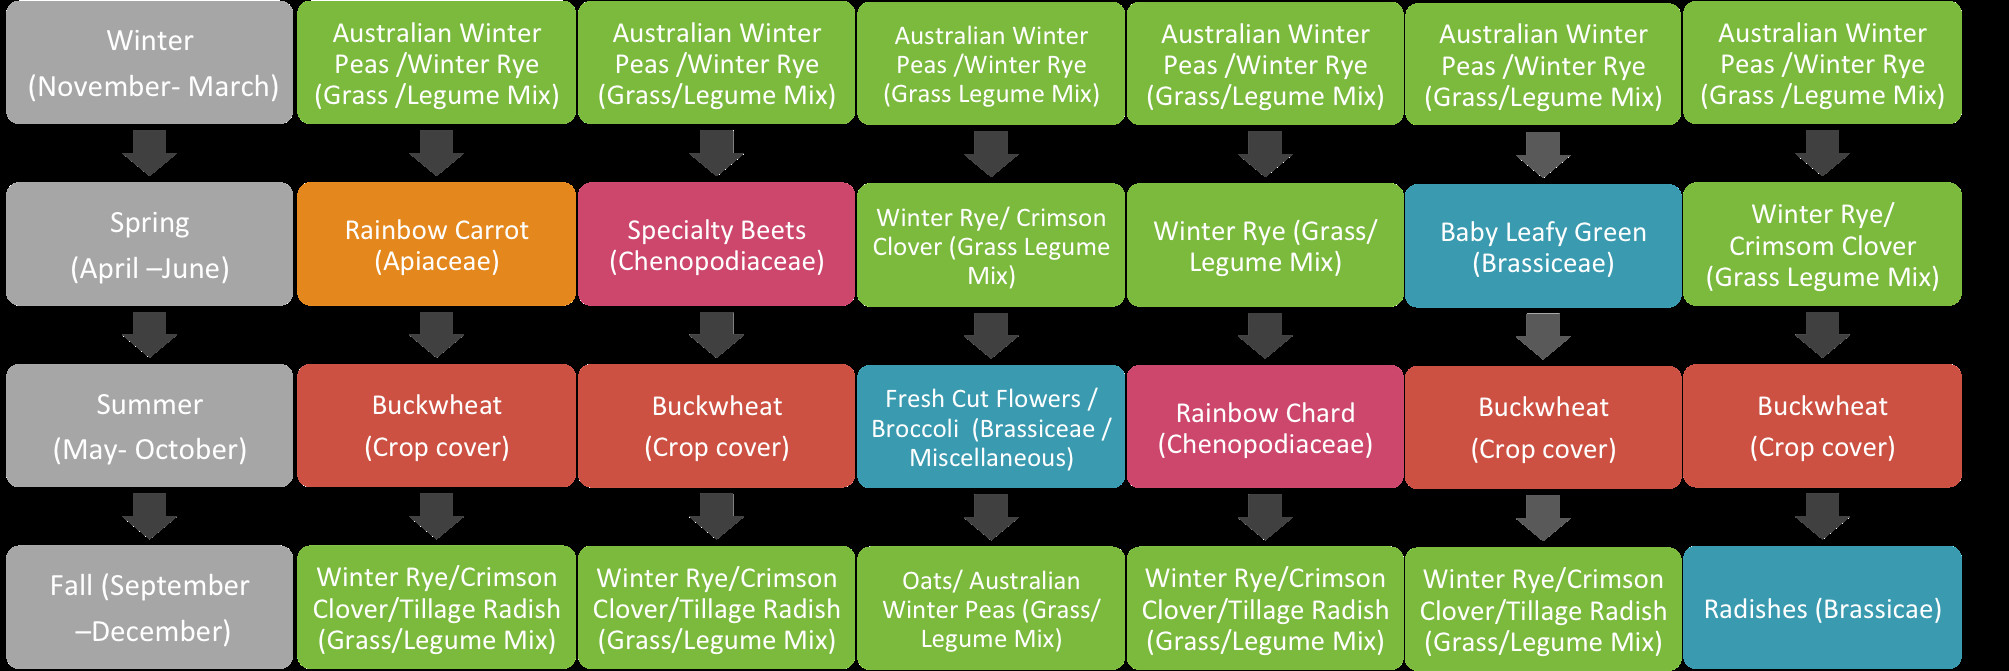 Winter
(November- March)
Australian Winter
Peas /Winter Rye
(Grass /Legume Mix)
Australian Winter
Peas /Winter Rye
(Grass/Legume Mix)
Australian Winter
Peas /Winter Rye
(Grass Legume Mix)
Australian Winter
Peas /Winter Rye
(Grass/Legume Mix)
Australian Winter
Peas /Winter Rye
(Grass/Legume Mix)
Australian Winter
Peas /Winter Rye
(Grass /Legume Mix)
Spring
(April –June)
Rainbow Carrot
(Apiaceae)
Specialty Beets
(Chenopodiaceae)
Winter Rye/ Crimson
Clover (Grass Legume
Mix)
Winter Rye (Grass/
Legume Mix)
Baby Leafy Green
(Brassiceae)
Winter Rye/
Crimsom Clover
(Grass Legume Mix)
Summer
(May- October)
Buckwheat
(Crop cover)
Buckwheat
(Crop cover)
Fresh Cut Flowers /
Broccoli (Brassiceae /
Miscellaneous)
Rainbow Chard
(Chenopodiaceae)
Buckwheat
(Crop cover)
Buckwheat
(Crop cover)
Fall (September
–December)
Winter Rye/Crimson
Clover/Tillage Radish
(Grass/Legume Mix)
Winter Rye/Crimson
Clover/Tillage Radish
(Grass/Legume Mix)
Oats/ Australian
Winter Peas (Grass/
Legume Mix)
Winter Rye/Crimson
Clover/Tillage Radish
(Grass/Legume Mix)
Winter Rye/Crimson
Clover/Tillage Radish
(Grass/Legume Mix)
Radishes (Brassicae)